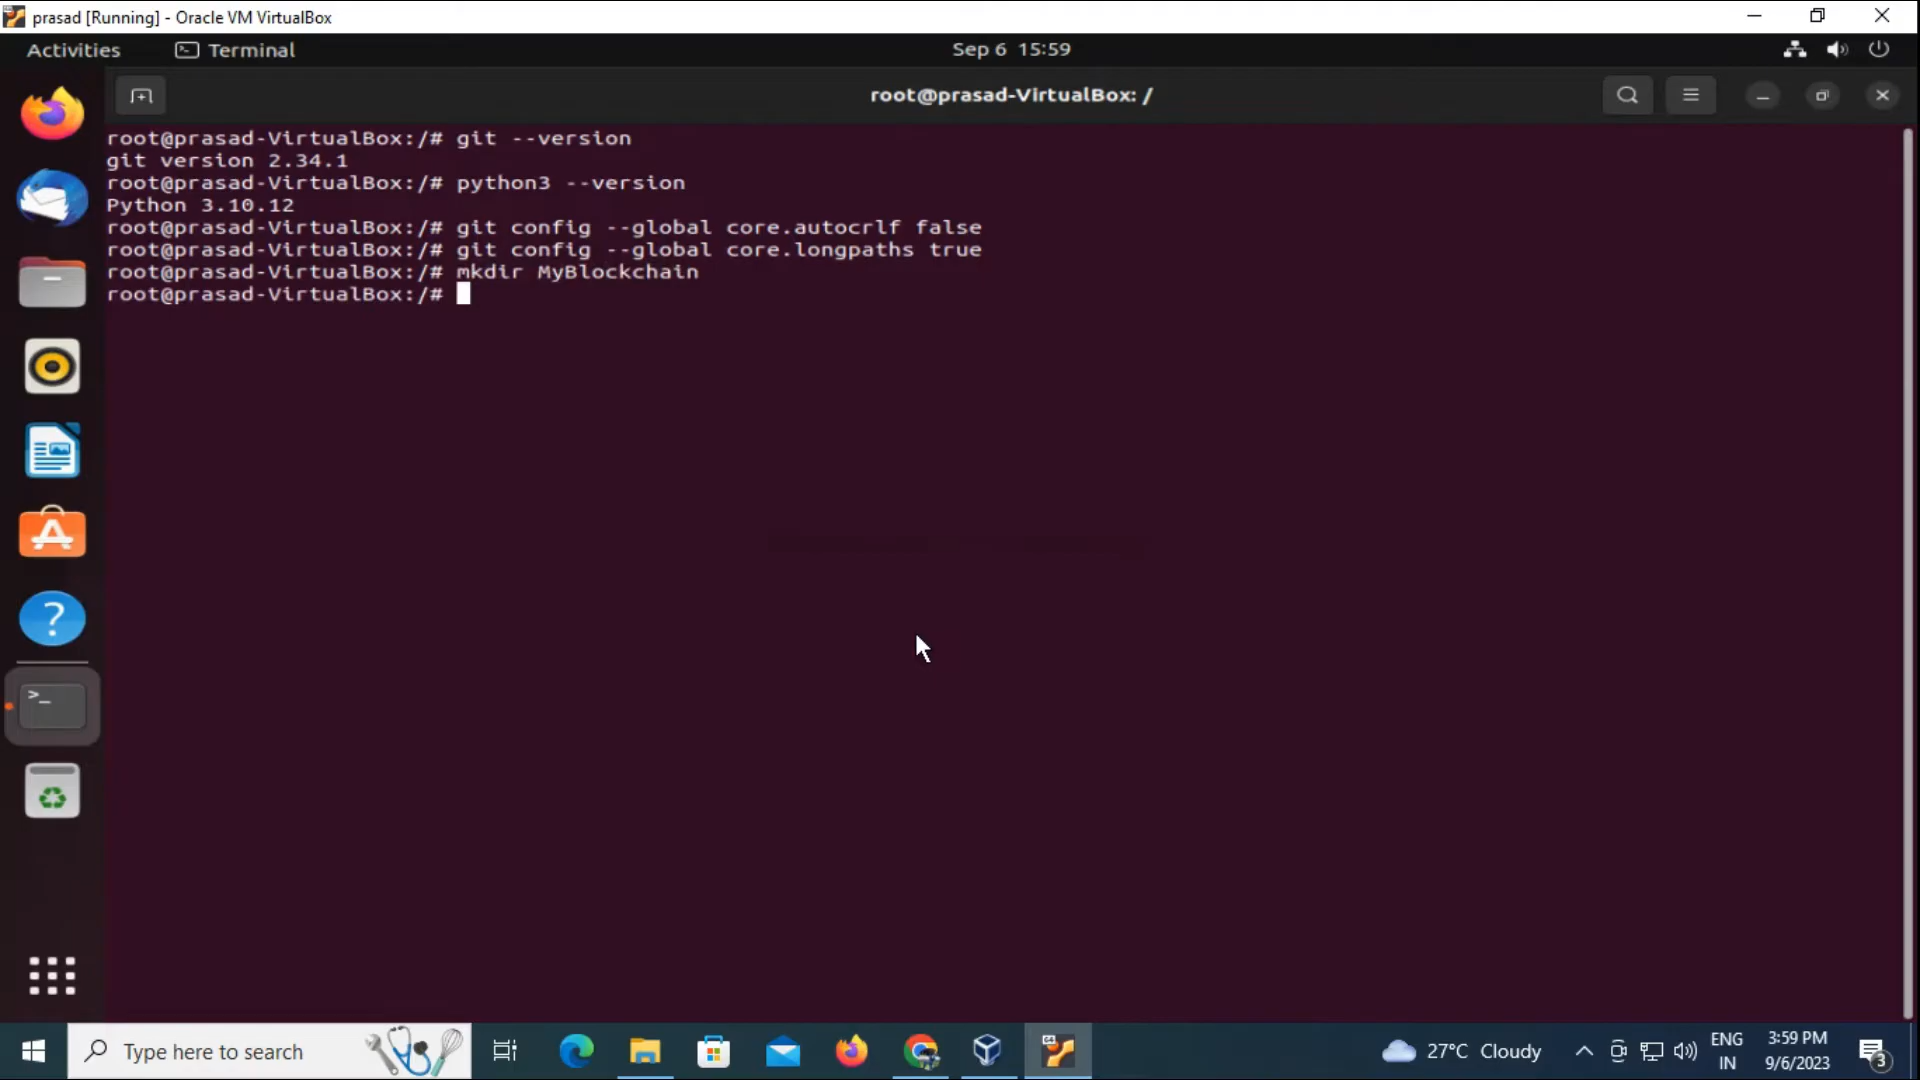 prasad [Running] - Oracle VM VirtualBox
Activities
Terminal
Sep 6 15:59
root@prasad-VirtualBox: /
root@prasad-VirtualBox:/# git --version
git version 2.34.1
root@prasad-VirtualBox:/# python3 --version
Python 3.10.12
root@prasad-VirtualBox:/# git config --global core.autocrlf false
root@prasad-VirtualBox:/# git config --global core.longpaths true
root@prasad-VirtualBox:/# mkdir MyBlockchain
root@prasad-VirtualBox:/#
Type here to search
64
27°C Cloudy
ENG
IN
3:59 PM
9/6/2023
3